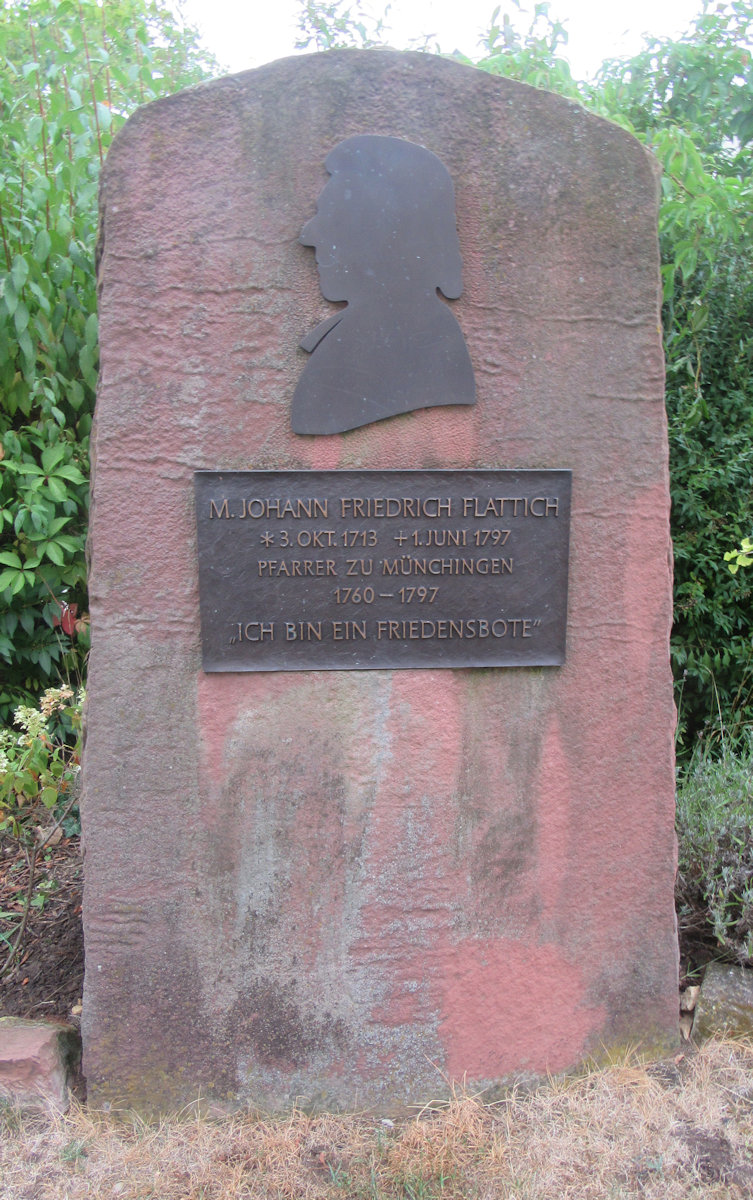 M. JOHANN FRIEDRICH FLATTICH
*3.OKT. 1713 +1.JUNI 1797
PFARRER ZU MÜNCHINGEN
1760 – 1797
„ICH BIN EIN FRIEDENSBOTE"